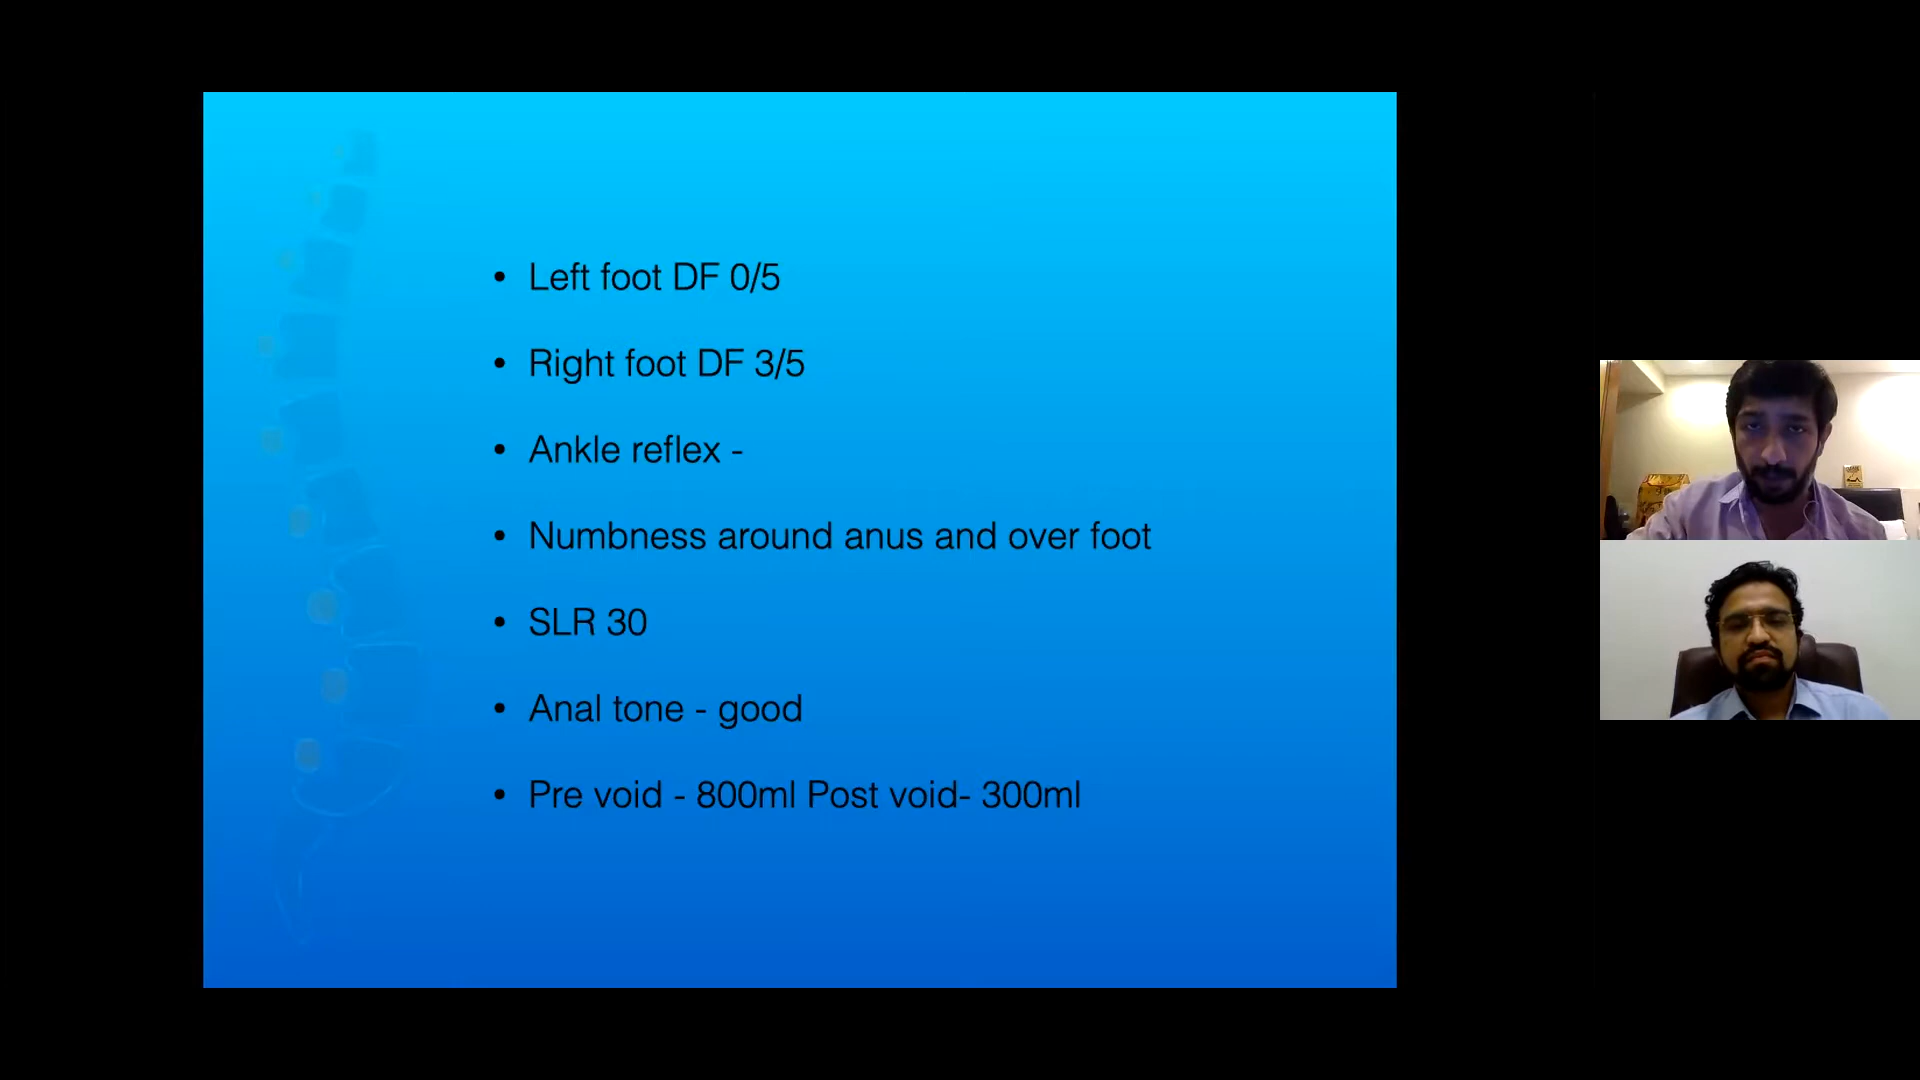 • Left foot DF 0/5
• Right foot DF 3/5
• Ankle reflex -
• Numbness around anus and over foot
• SLR 30
• Anal tone - good
• Pre void - 800ml Post void- 300ml